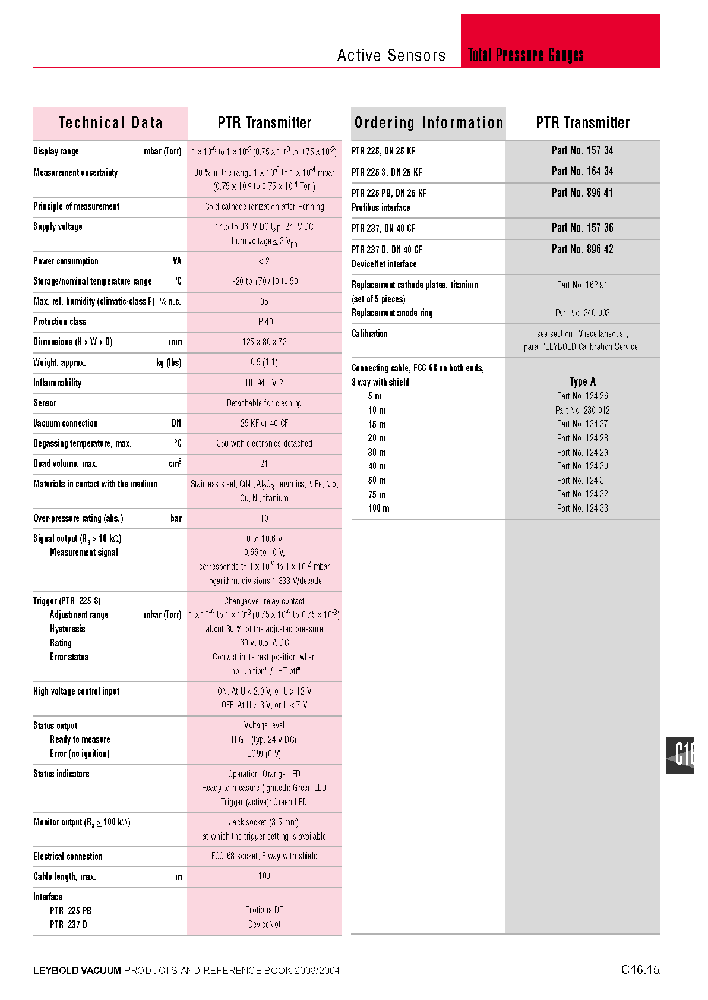 Active Sensors Total Pressure Gauges
Technical Data PTR Transmitter
Display range mbar (Torr) 1 x 10-9 to 1 x 10-2 (0.75 x 10-9 to 0.75 x 10-2)
Measurement uncertainty 30 % in the range 1 x 10-8 to 1 x 10-4 mbar
(0.75 x 10-8 to 0.75 x 10-4 Torr)
Principle of measurement Cold cathode ionization after Penning
Supply voltage 14.5 to 36 V DC typ. 24 V DC
hum voltage ≤ 2 Vpp
Power consumption VA < 2
Storage/nominal temperature range °C -20 to +70/10 to 50
Max. rel. humidity (climatic-class F) % n.c. 95
Protection class IP 40
Dimensions (H x W x D) mm 125 x 80 x 73
Weight, approx. kg (lbs) 0.5 (1.1)
Inflammability UL 94 - V 2
Sensor Detachable for cleaning
Vacuum connection DN 25 KF or 40 CF
Degassing temperature, max. °C 350 with electronics detached
Dead volume, max. cm3 21
Materials in contact with the medium Stainless steel, CrNi, Al2O3 ceramics, NiFe, Mo,
Cu, Ni, titanium
Over-pressure rating (abs.) bar 10
Signal output (Ra > 10 kΩ) 0 to 10.6 V
Measurement signal 0.66 to 10 V,
corresponds to 1 x 10-9 to 1 x 10-2 mbar
logarithm. divisions 1.333 V/decade
Trigger (PTR 225 S) Changeover relay contact
Adjustment range mbar (Torr) 1 x 10-9 to 1 x 10-3 (0.75 x 10-9 to 0.75 x 10-3)
Hysteresis about 30 % of the adjusted pressure
Rating 60 V, 0.5 A DC
Error status Contact in its rest position when
"no ignition" / "HT off"
High voltage control input ON: At U < 2.9 V, or U > 12 V
OFF: At U > 3 V, or U < 7 V
Status output Voltage level
Ready to measure HIGH (typ. 24 V DC)
Error (no ignition) LOW (0 V)
Status indicators Operation: Orange LED
Ready to measure (ignited): Green LED
Trigger (active): Green LED
Monitor output (Ra ≥ 100 kΩ) Jack socket (3.5 mm)
at which the trigger setting is available
Electrical connection FCC-68 socket, 8 way with shield
Cable length, max. m 100
Interface
PTR 225 PB Profibus DP
PTR 237 D DeviceNot
Ordering Information PTR Transmitter
PTR 225, DN 25 KF Part No. 157 34
PTR 225 S, DN 25 KF Part No. 164 34
PTR 225 PB, DN 25 KF Part No. 896 41
Profibus interface
PTR 237, DN 40 CF Part No. 157 36
PTR 237 D, DN 40 CF Part No. 896 42
DeviceNet interface
Replacement cathode plates, titanium Part No. 162 91
(set of 5 pieces)
Replacement anode ring Part No. 240 002
Calibration see section "Miscellaneous",
para. "LEYBOLD Calibration Service"
Connecting cable, FCC 68 on both ends,
8 way with shield Type A
5 m Part No. 124 26
10 m Part No. 230 012
15 m Part No. 124 27
20 m Part No. 124 28
30 m Part No. 124 29
40 m Part No. 124 30
50 m Part No. 124 31
75 m Part No. 124 32
100 m Part No. 124 33
C16
LEYBOLD VACUUM PRODUCTS AND REFERENCE BOOK 2003/2004 C16.15